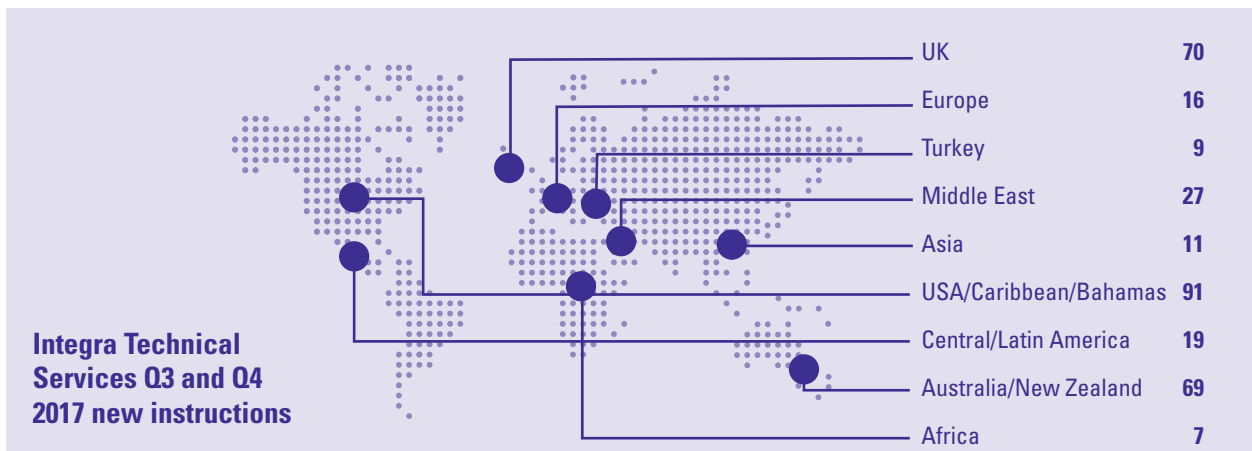 UK 70
Europe 16
Turkey 9
Middle East 27
Asia 11
USA/Caribbean/Bahamas 91
Central/Latin America 19
Australia/New Zealand 69
Africa 7
Integra Technical
Services Q3 and Q4
2017 new instructions